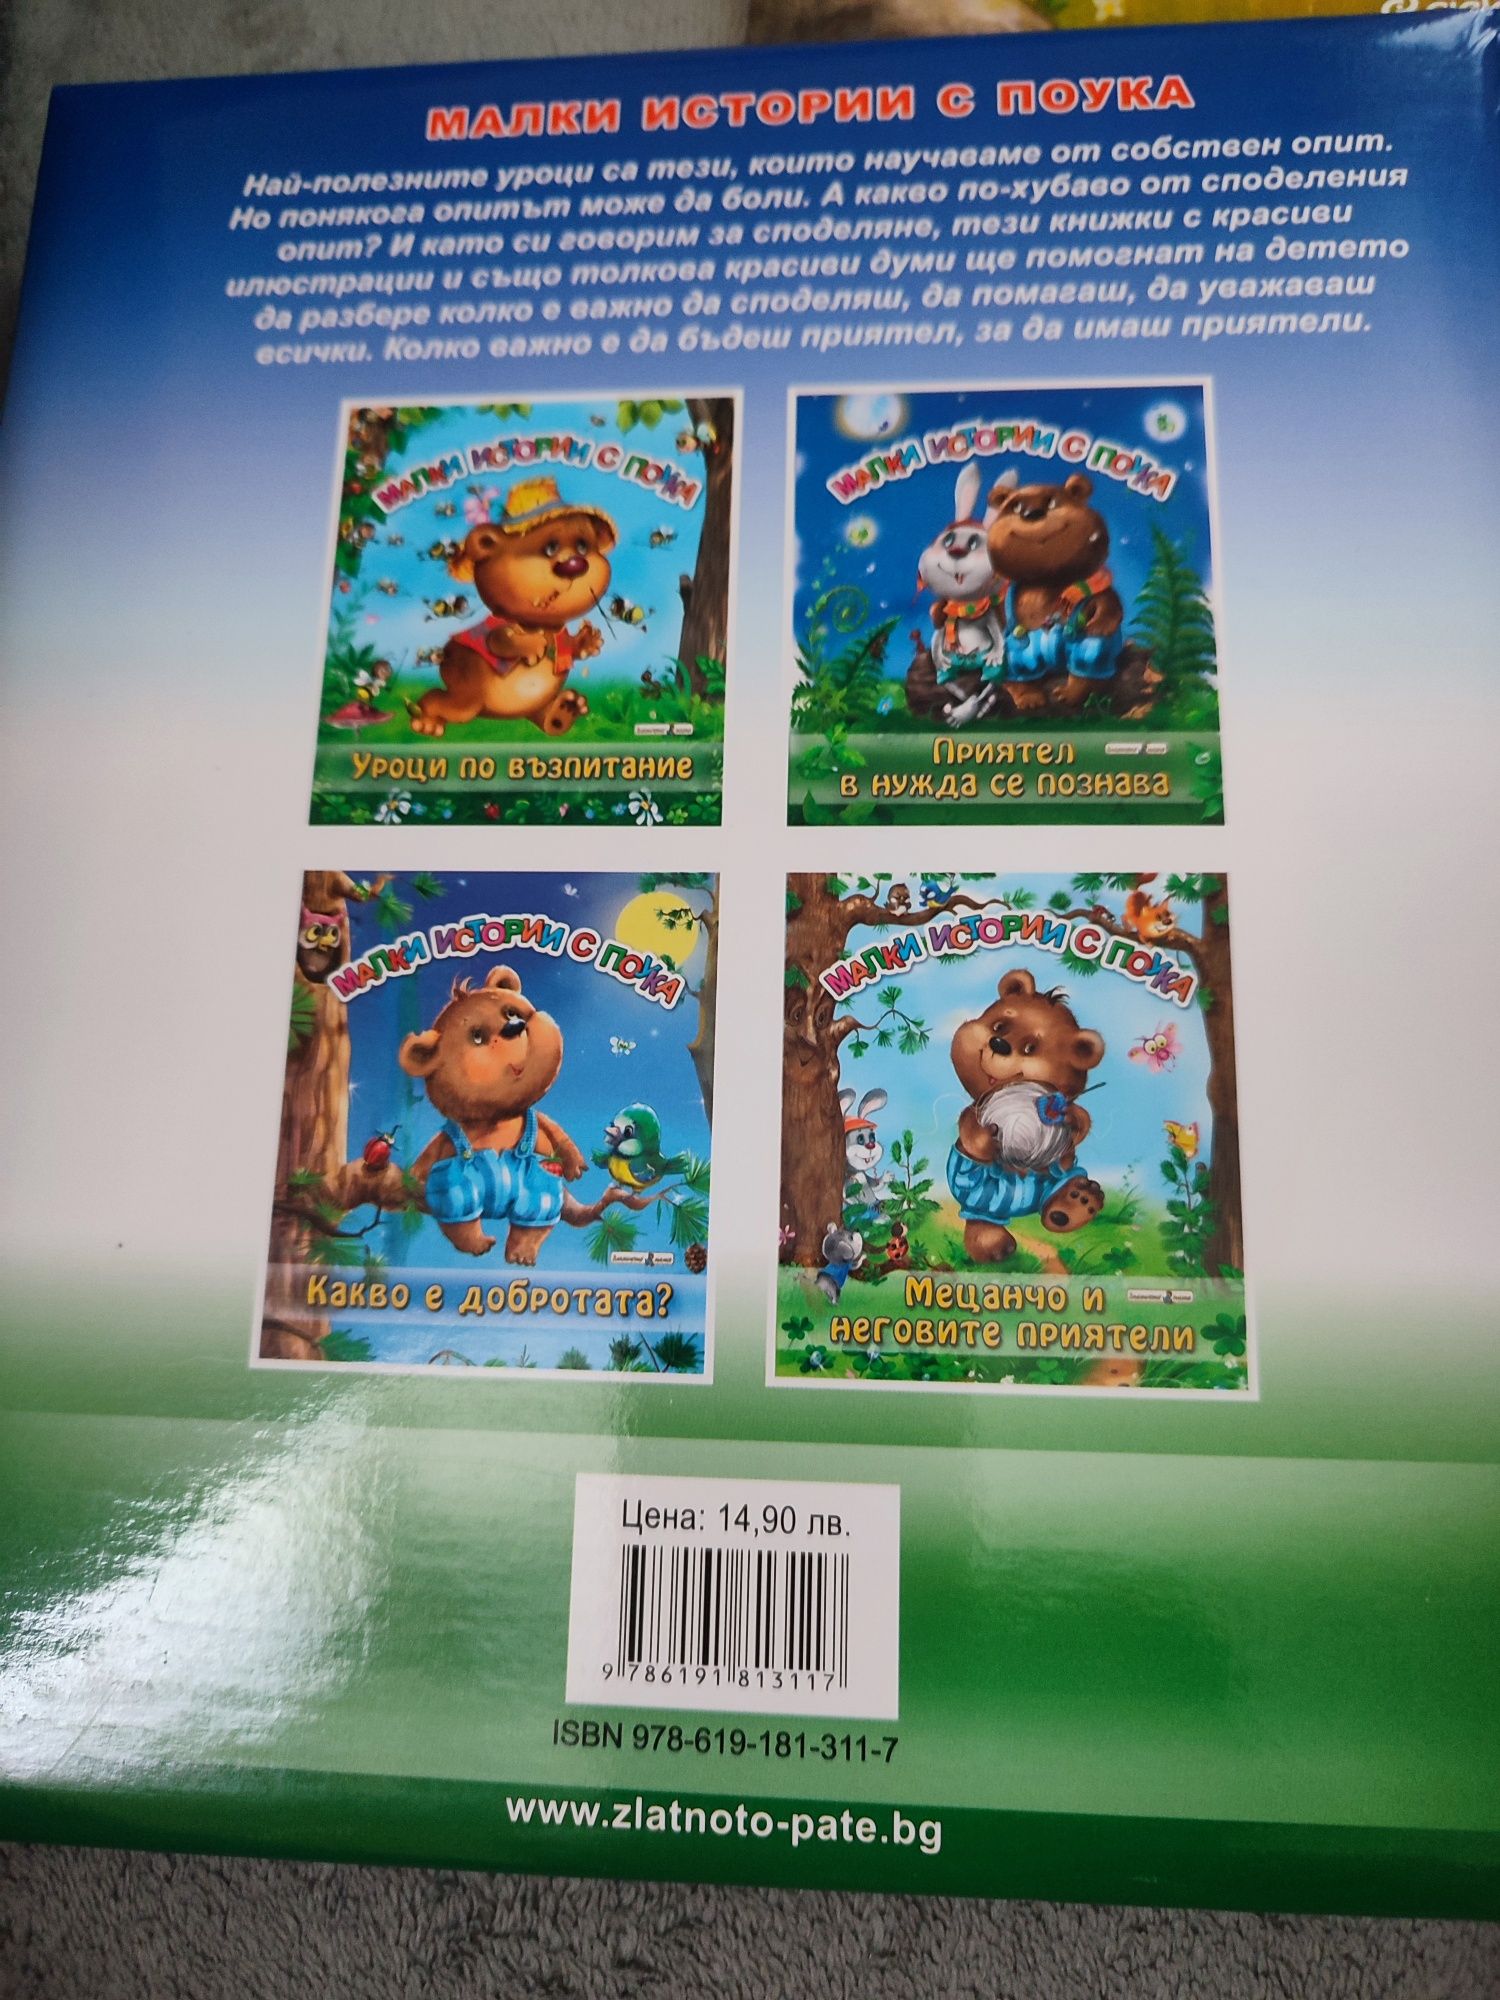 МАЛКИ ИСТОРИИ С ПОУКА
Най-полезните уроци са тези, които научаваме от собствен опит.
Но понякога опитът може да боли. А какво по-хубаво от споделения
опит? И като си говорим за споделяне, тези книжки с красиви
илюстрации и също толкова красиви думи ще помогнат на детето
да разбере колко е важно да споделяш, да помагаш, да уважаваш
всички. Колко важно е да бъдеш приятел, за да имаш приятели.
МАЛКИ ИСТОРИИ С ПОУКА
Уроци по възпитание
МАЛКИ ИСТОРИИ С ПОУКА
Приятел
в нужда се познава
МАЛКИ ИСТОРИИ С ПОУКА
Какво е добротата?
МАЛКИ ИСТОРИИ С ПОУКА
Мецанчо и
неговите приятели
Цена: 14,90 лв.
9 786191 813117
ISBN 978-619-181-311-7
www.zlatnoto-pate.bg